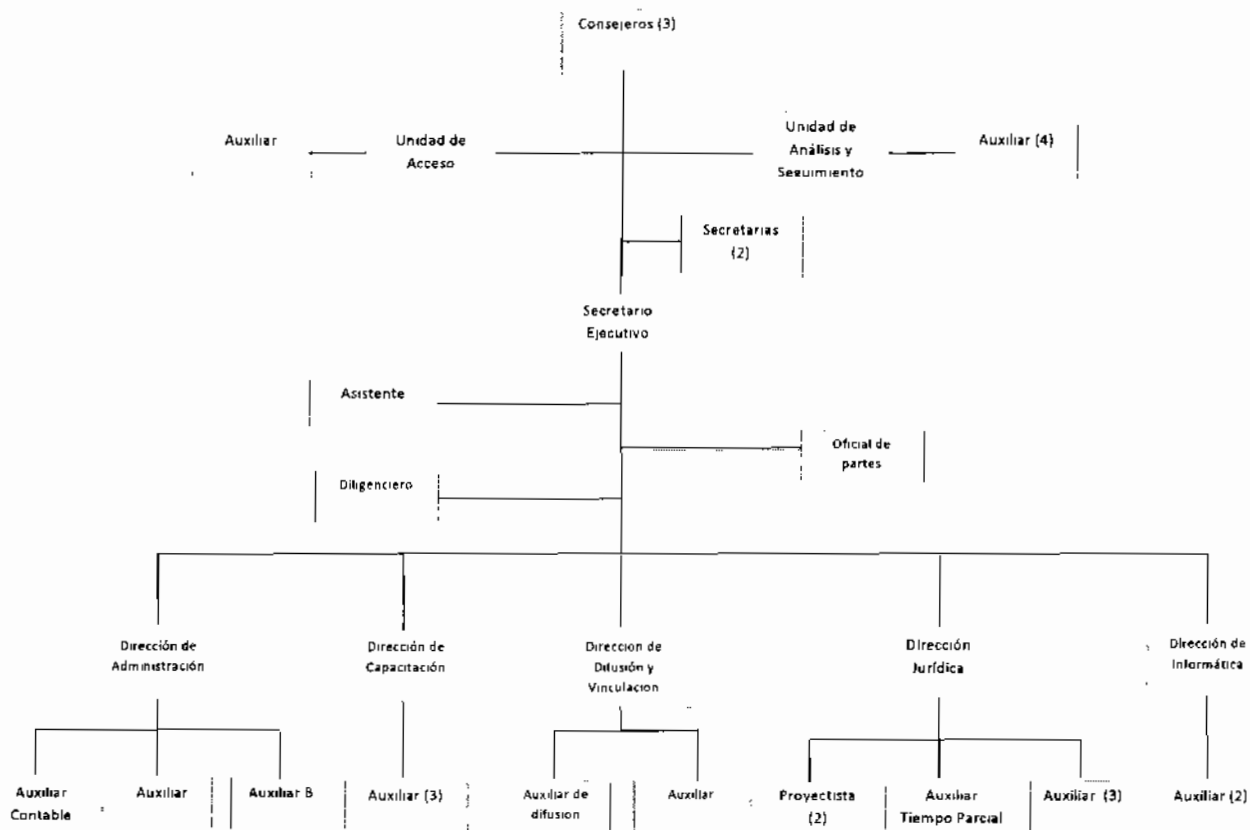 Consejeros (3)
Auxiliar
Unidad de
Acceso
Unidad de
Análisis y
Seguimiento
Auxiliar (4)
Secretarias
(2)
Secretario
Ejecutivo
Asistente
Oficial de
partes
Diligenciero
Dirección de
Administración
Dirección de
Capacitación
Direccion de
Difusión y
Vinculacion
Dirección
Jurídica
Dirección de
Informática
Auxiliar
Contable
Auxiliar
Auxiliar B
Auxiliar (3)
Auxiliar de
difusion
Auxiliar
Proyectista
(2)
Auxiliar
Tiempo Parcial
Auxiliar (3)
Auxiliar (2)